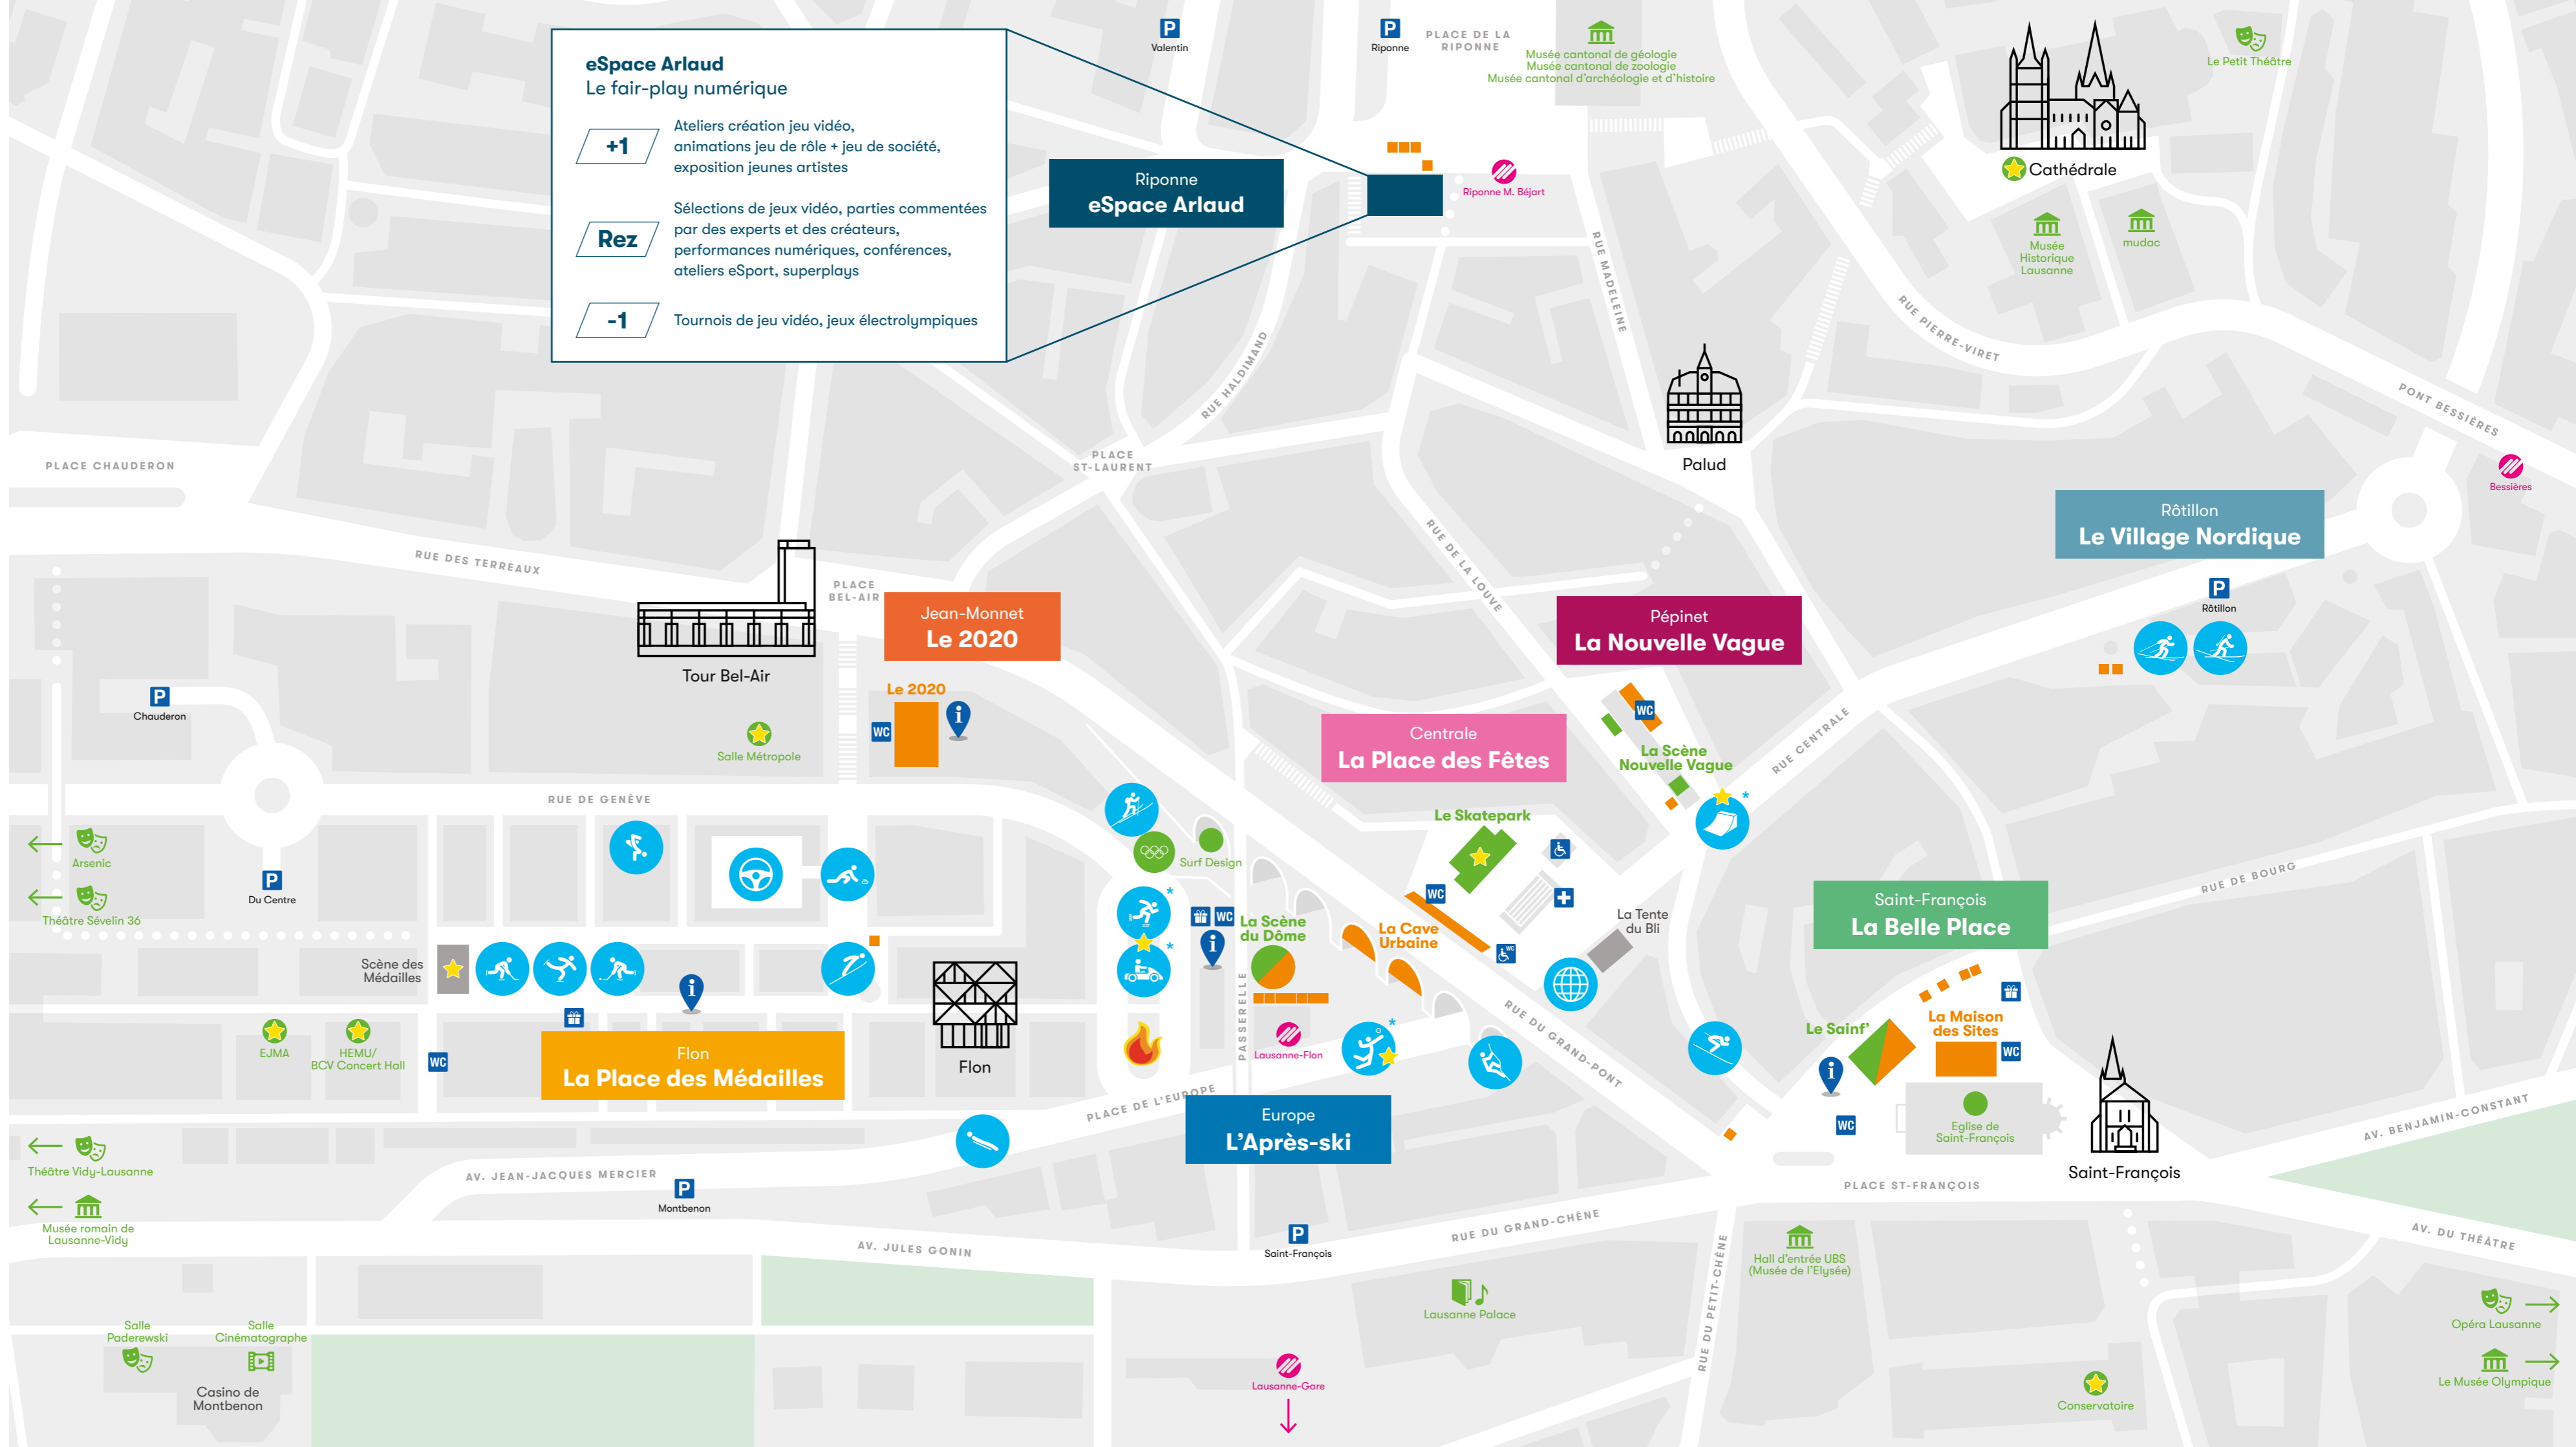 eSpace Arlaud
Le fair-play numérique
+1
Ateliers création jeu vidéo,
animations jeu de rôle + jeu de société,
exposition jeunes artistes
Rez
Sélections de jeux vidéo, parties commentées
par des experts et des créateurs,
performances numériques, conférences,
ateliers eSport, superplays
-1
Tournois de jeu vidéo, jeux électrolympiques
P
Valentin
P
Riponne
PLACE DE LA
RIPONNE
Musée cantonal de géologie
Musée cantonal de zoologie
Musée cantonal d'archéologie et d'histoire
Le Petit Théâtre
Riponne
eSpace Arlaud
Riponne M. Béjart
Cathédrale
Musée
Historique
Lausanne
mudac
RUE MADELEINE
RUE PIERRE-VIRET
RUE HALDIMAND
PONT BESSIÈRES
Palud
PLACE CHAUDERON
PLACE
ST-LAURENT
Bessières
Rôtillon
Le Village Nordique
RUE DES TERREAUX
RUE DE LA LOUVE
PLACE
BEL-AIR
Jean-Monnet
Le 2020
Pépinet
La Nouvelle Vague
P
Rôtillon
Tour Bel-Air
Le 2020
WC
i
P
Chauderon
Salle Métropole
WC
Centrale
La Place des Fêtes
La Scène
Nouvelle Vague
RUE CENTRALE
RUE DE GENÈVE
*
Le Skatepark
Arsenic
Surf Design
P
Du Centre
Théâtre Sévelin 36
*
WC
i
La Scène
du Dôme
WC
La Cave
Urbaine
WC
La Tente
du Bli
Saint-François
La Belle Place
RUE DE BOURG
Scène des
Médailles
i
*
PASSERELLE
EJMA
HEMU/
BCV Concert Hall
WC
Flon
La Place des Médailles
Flon
Lausanne-Flon
*
RUE DU GRAND-PONT
Le Sainf'
La Maison
des Sites
WC
i
WC
Eglise de
Saint-François
Saint-François
PLACE DE L'EUROPE
Europe
L'Après-ski
AV. BENJAMIN-CONSTANT
Théâtre Vidy-Lausanne
AV. JEAN-JACQUES MERCIER
P
Montbenon
PLACE ST-FRANÇOIS
Musée romain de
Lausanne-Vidy
AV. JULES GONIN
P
Saint-François
RUE DU GRAND-CHÊNE
RUE DU PETIT-CHÊNE
Hall d'entrée UBS
(Musée de l'Elysée)
AV. DU THÉÂTRE
Lausanne Palace
Salle
Paderewski
Salle
Cinématographe
Casino de
Montbenon
Lausanne-Gare
Conservatoire
Opéra Lausanne
Le Musée Olympique